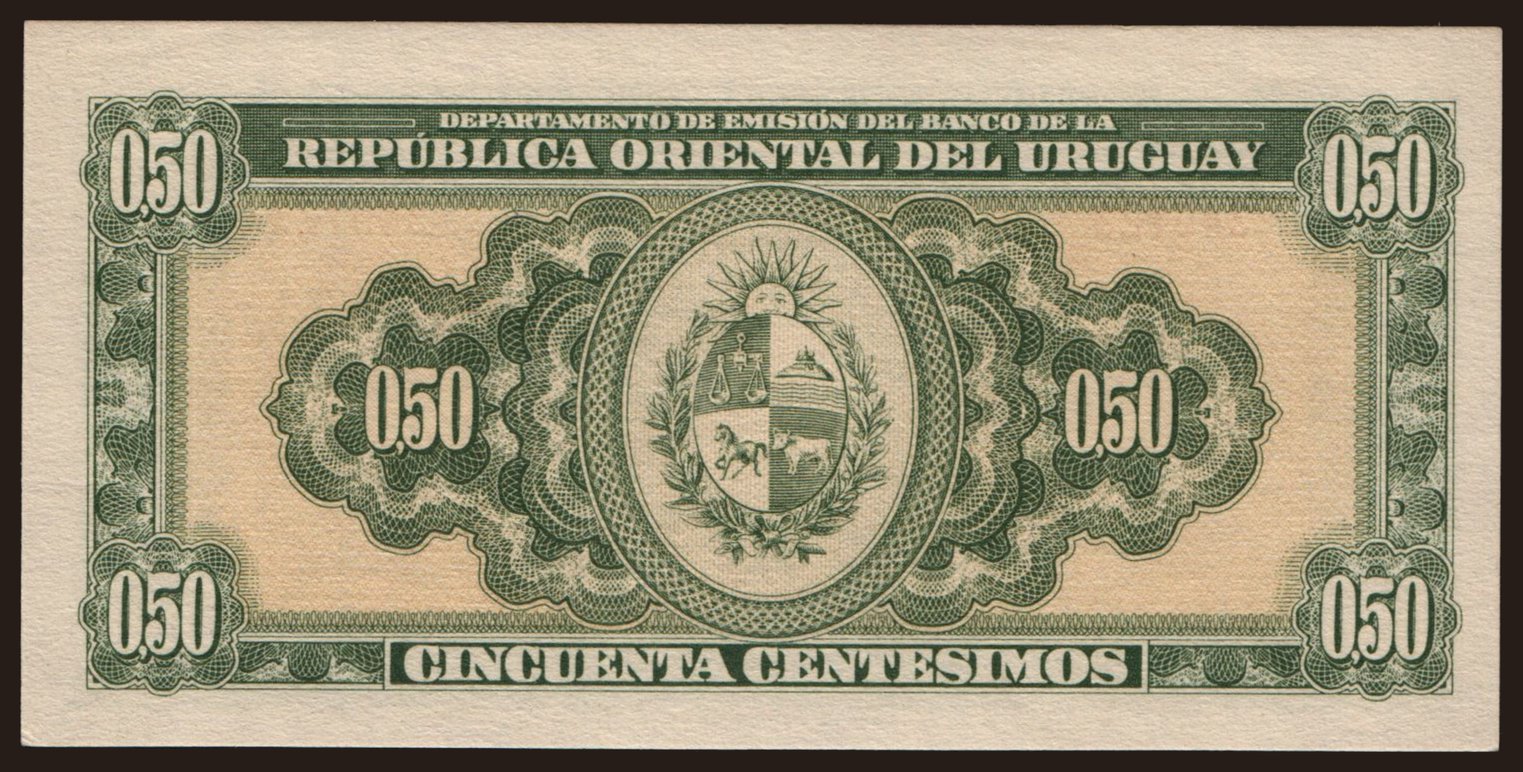 DEPARTAMENTO DE EMISIÓN DEL BANCO DE LA
REPÚBLICA ORIENTAL DEL URUGUAY
0,50 0,50
0,50 0,50
0,50 0,50
CINCUENTA CENTESIMOS